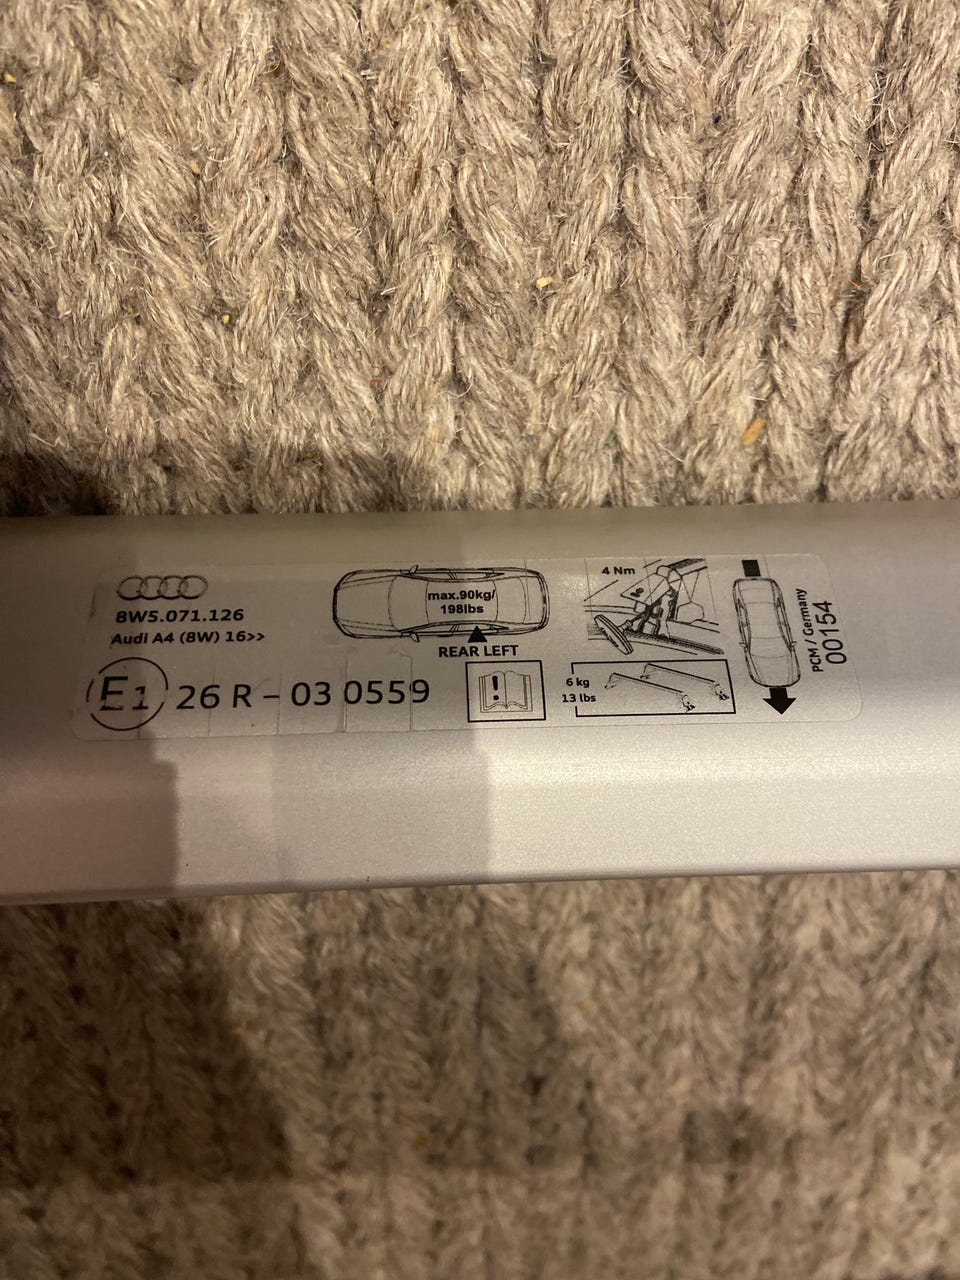 8W5.071.126
Audi A4 (8W) 16>>
E1 26 R – 03 0559
max.90kg/
198lbs
REAR LEFT
!
4 Nm
6 kg
13 lbs
PCM / Germany
00154